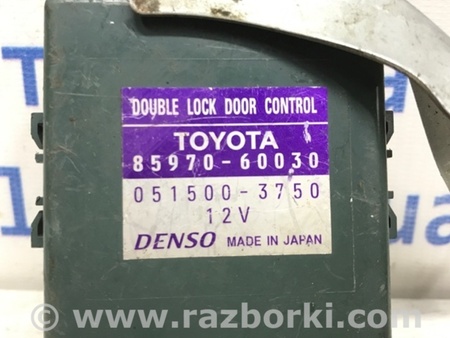 DOUBLE LOCK DOOR CONTROL
TOYOTA
85970-60030
051500-3750
12V
DENSO MADE IN JAPAN
www.razborki.com